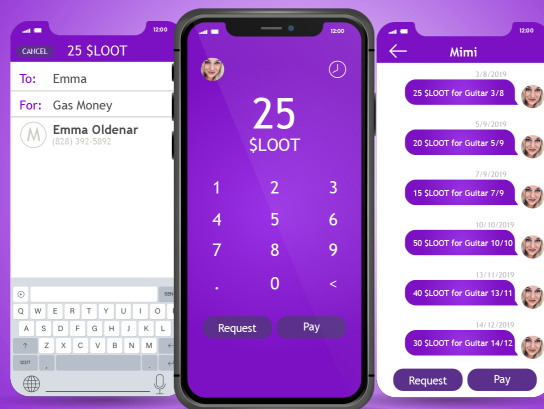 12:00
CANCEL
25 $LOOT
To: Emma
For: Gas Money
M
Emma Oldenar
(828) 392-5892
Q W E R T Y U I O
A S D F G H J K L
Z X C V B N M
,
.
12:00
25
$LOOT
1 2 3
4 5 6
7 8 9
. 0 <
Request
Pay
12:00
Mimi
3/8/2019
25 $LOOT for Guitar 3/8
5/9/2019
20 $LOOT for Guitar 5/9
7/9/2019
15 $LOOT for Guitar 7/9
10/10/2019
50 $LOOT for Guitar 10/10
13/11/2019
40 $LOOT for Guitar 13/11
14/12/2019
30 $LOOT for Guitar 14/12
Request
Pay